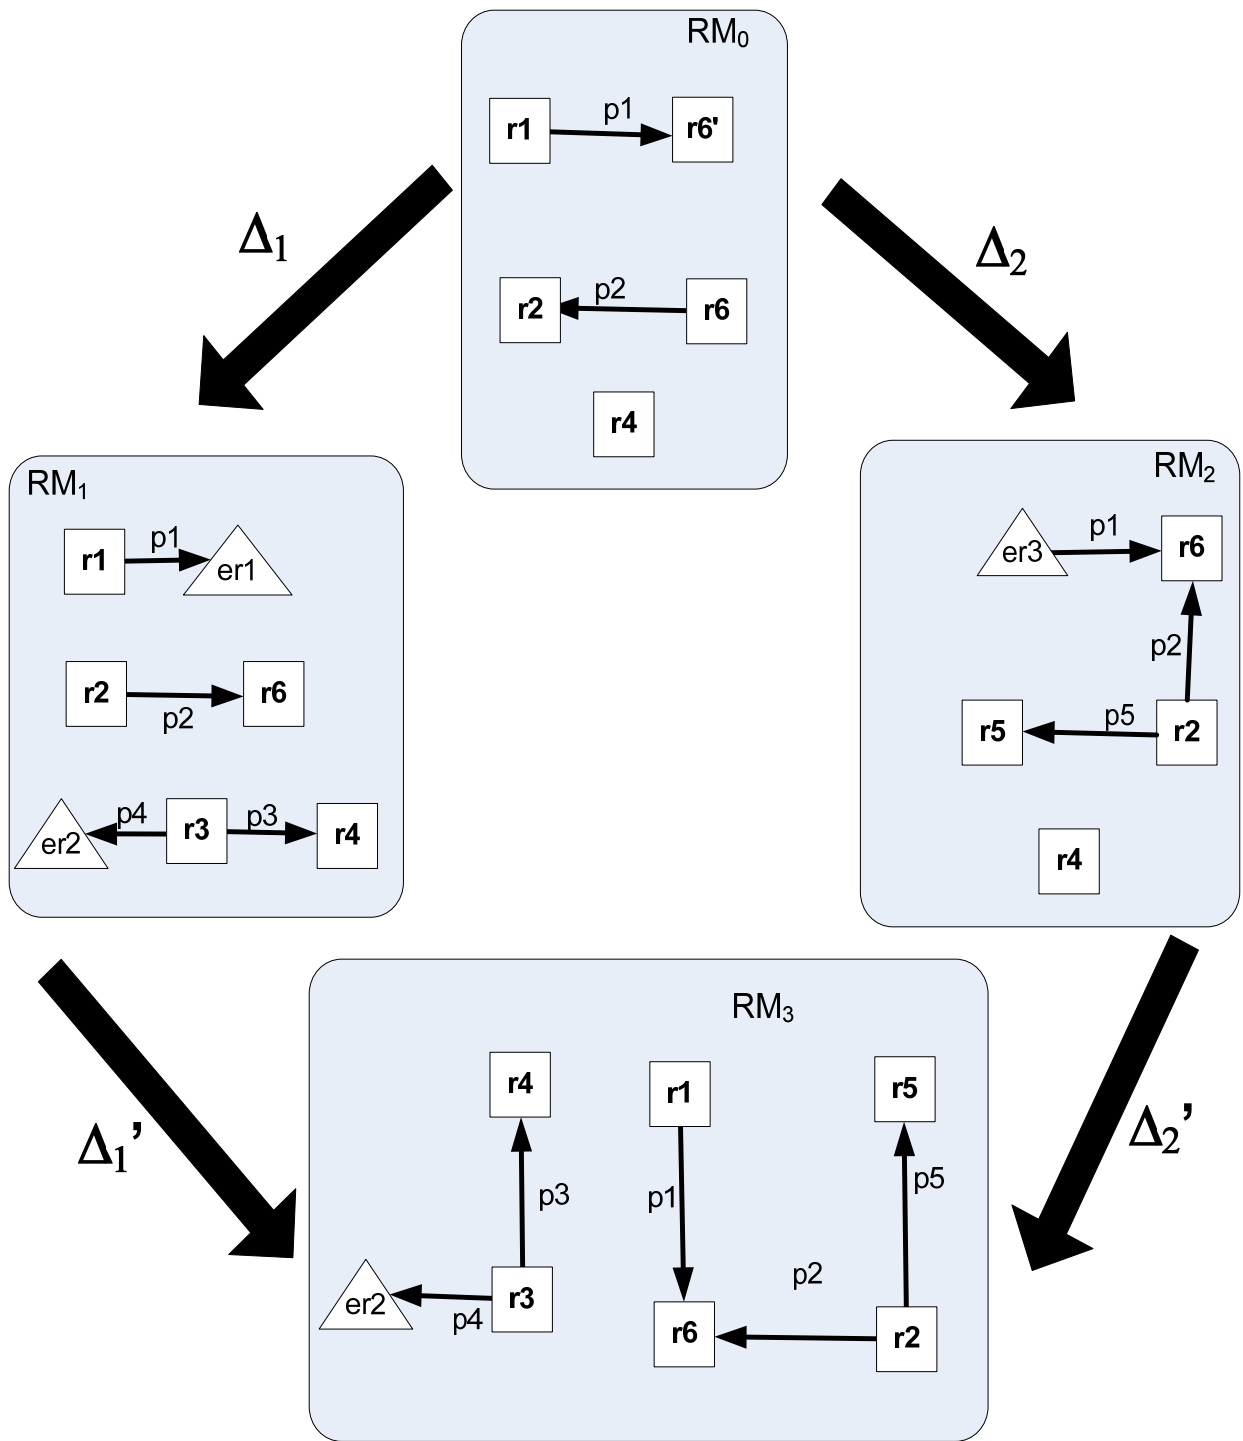 RM₀
p1
r1 r6'
Δ₁
Δ₂
p2
r2 r6
r4
RM₁
p1
r1 er1
r2 r6
p2
p4 r3 p3
er2 r4
RM₂
er3 p1 r6
p2
r5 p5 r2
r4
RM₃
r4 r1 r5
Δ₁’
Δ₂’
p3 p1 p5
p2
er2 p4 r3
r6 r2